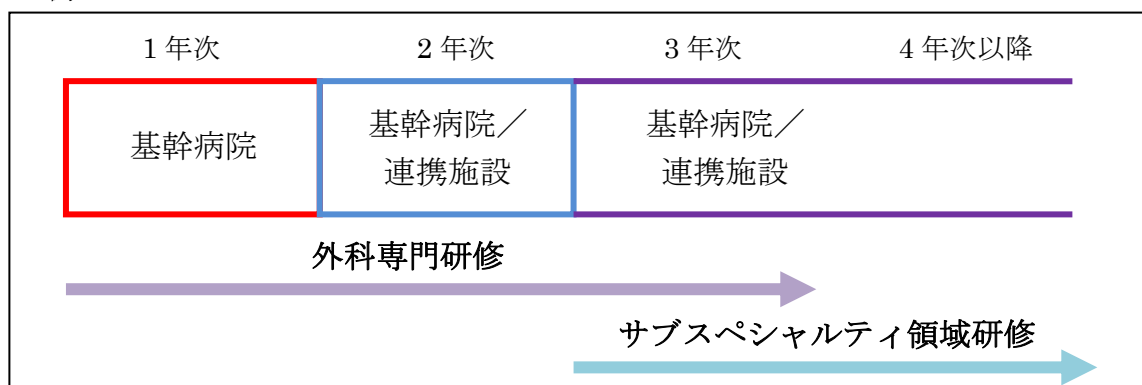 1 年次 2 年次 3 年次 4 年次以降
基幹病院
基幹病院／
連携施設
基幹病院／
連携施設
外科専門研修
サブスペシャルティ領域研修